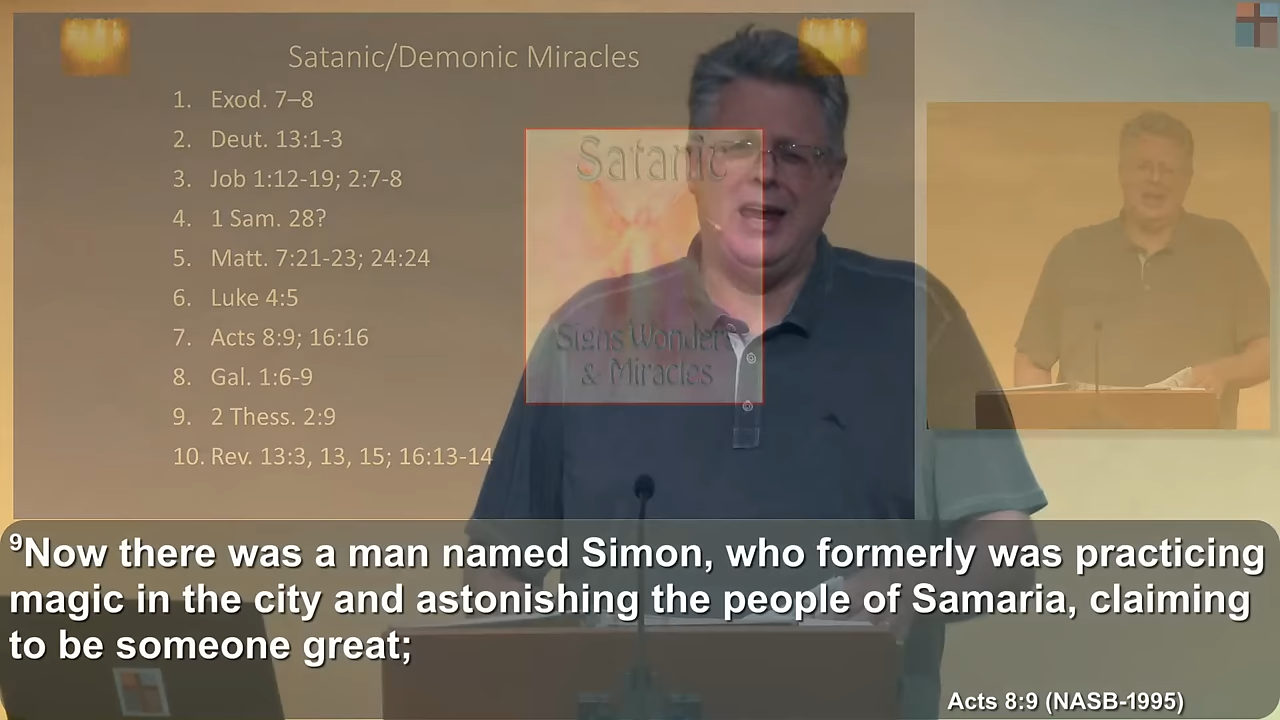 Satanic/Demonic Miracles
1. Exod. 7–8
2. Deut. 13:1-3
3. Job 1:12-19; 2:7-8
4. 1 Sam. 28?
5. Matt. 7:21-23; 24:24
6. Luke 4:5
7. Acts 8:9; 16:16
8. Gal. 1:6-9
9. 2 Thess. 2:9
10. Rev. 13:3, 13, 15; 16:13-14
Satanic
Signs Wonders
& Miracles
⁹Now there was a man named Simon, who formerly was practicing
magic in the city and astonishing the people of Samaria, claiming
to be someone great;
Acts 8:9 (NASB-1995)